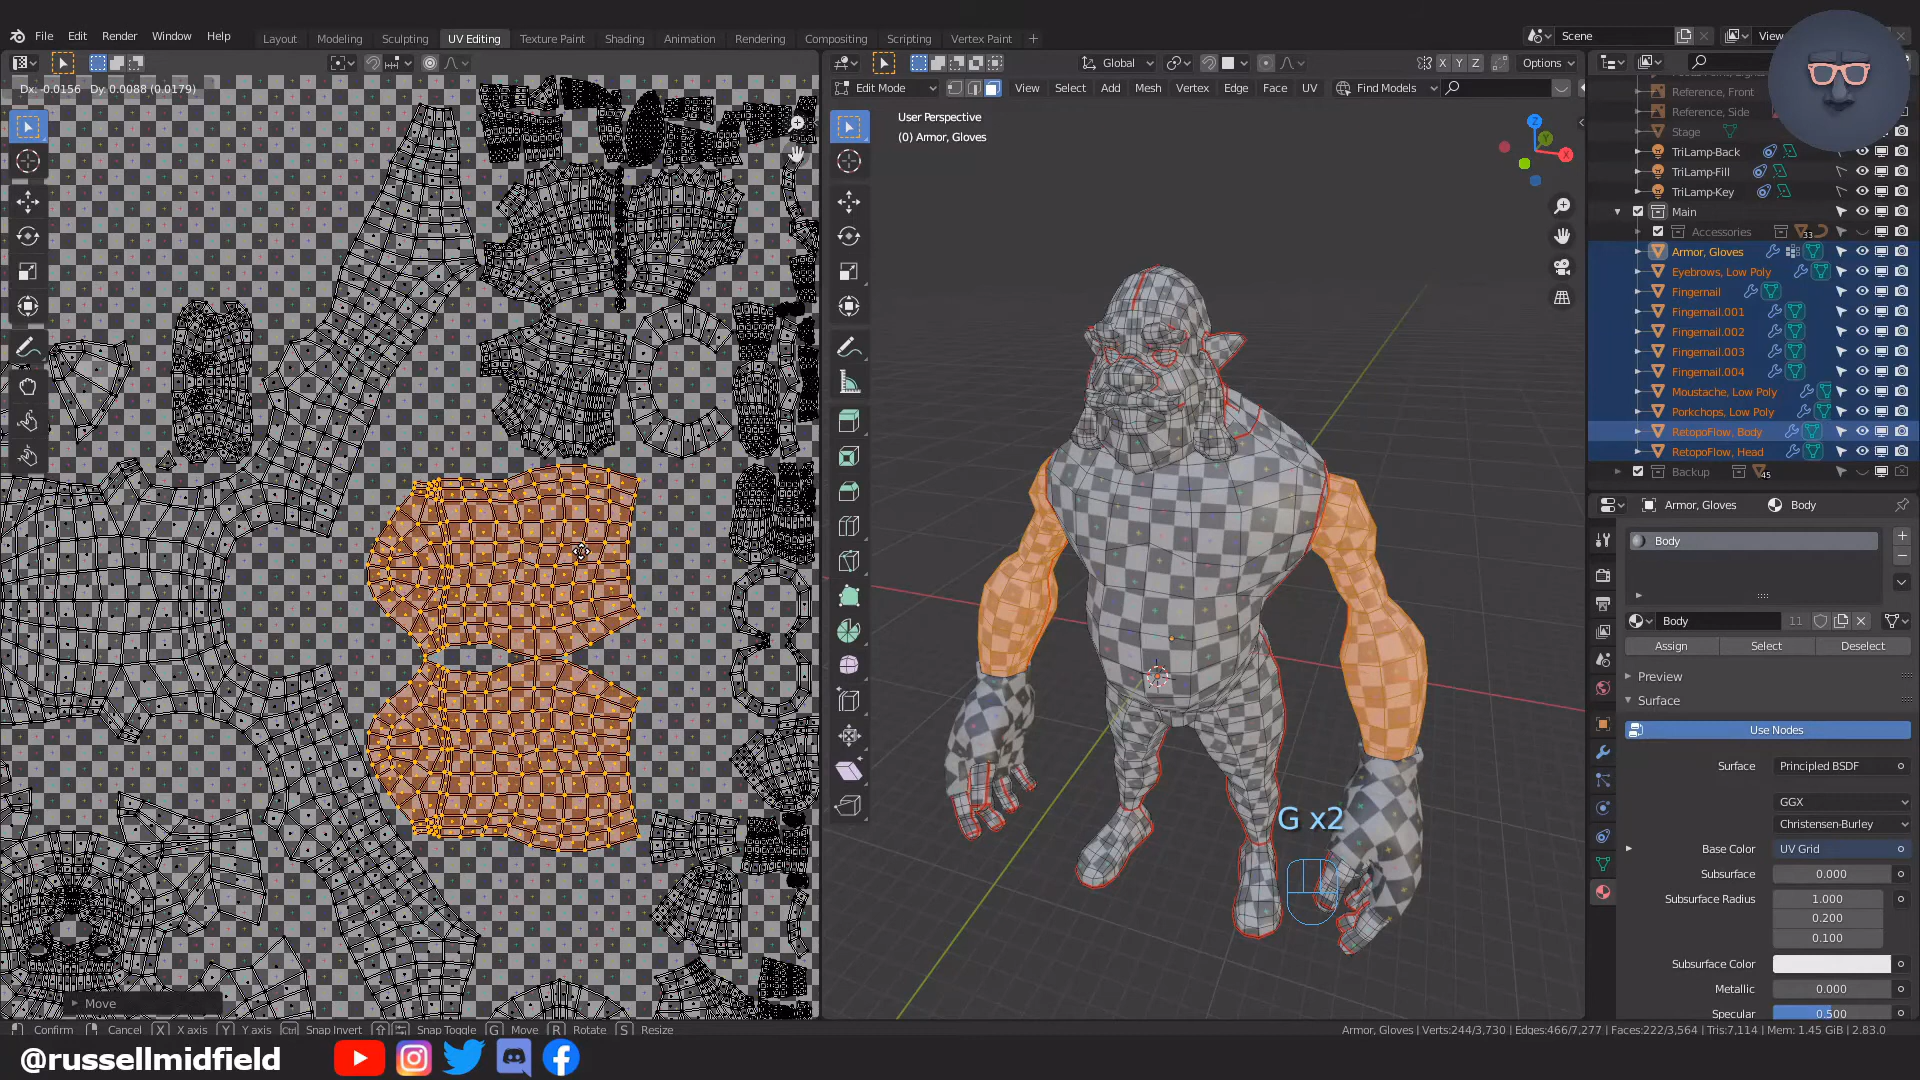 File Edit Render Window Help
Layout Modeling Sculpting UV Editing Texture Paint Shading Animation Rendering Compositing Scripting Vertex Paint +
Scene
View
Global
X Y Z
Options
Dx: -0.0156 Dy: 0.0088 (0.0179)
Edit Mode
View Select Add Mesh Vertex Edge Face UV
Find Models
User Perspective
(0) Armor, Gloves
Z
Y
X
Reference, Front
Reference, Side
Stage
TriLamp-Back
TriLamp-Fill
TriLamp-Key
Main
Accessories
33
Armor, Gloves
Eyebrows, Low Poly
Fingernail
Fingernail.001
Fingernail.002
Fingernail.003
Fingernail.004
Moustache, Low Poly
Porkchops, Low Poly
RetopoFlow, Body
RetopoFlow, Head
Backup
45
Armor, Gloves
Body
Body
Body
11
Assign Select Deselect
Preview
Surface
Use Nodes
Surface Principled BSDF
GGX
Christensen-Burley
Base Color UV Grid
Subsurface 0.000
Subsurface Radius 1.000
0.200
0.100
Subsurface Color
Metallic 0.000
Specular 0.500
G x2
Move
Confirm Cancel X X axis Y Y axis Ctrl Snap Invert Snap Toggle G Move R Rotate S Resize
Armor, Gloves | Verts:244/3,730 | Edges:466/7,277 | Faces:222/3,564 | Tris:7,114 | Mem: 1.45 GiB | 2.83.0
@russellmidfield